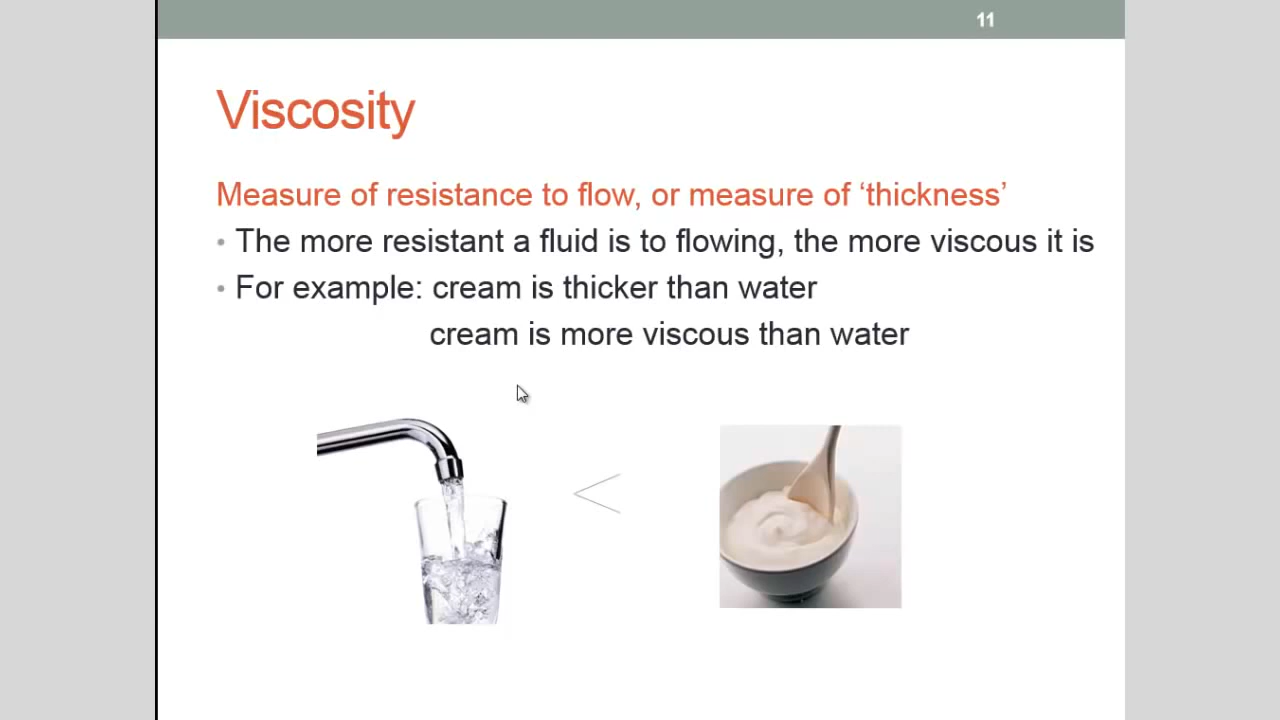 11
Viscosity
Measure of resistance to flow, or measure of ‘thickness’
• The more resistant a fluid is to flowing, the more viscous it is
• For example: cream is thicker than water
cream is more viscous than water
<